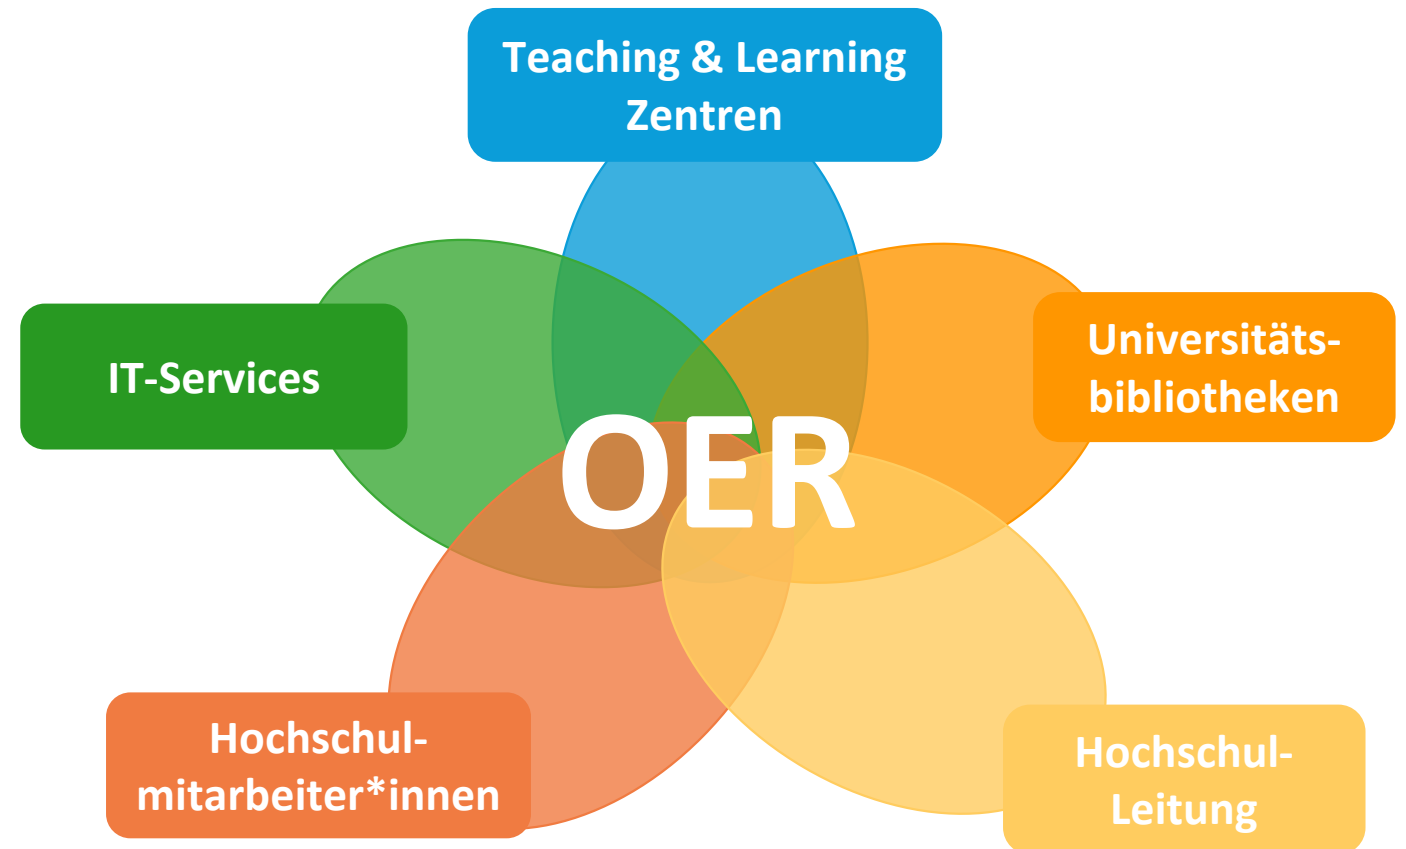 Teaching & Learning
Zentren
IT-Services
Universitäts-
bibliotheken
OER
Hochschul-
mitarbeiter*innen
Hochschul-
Leitung